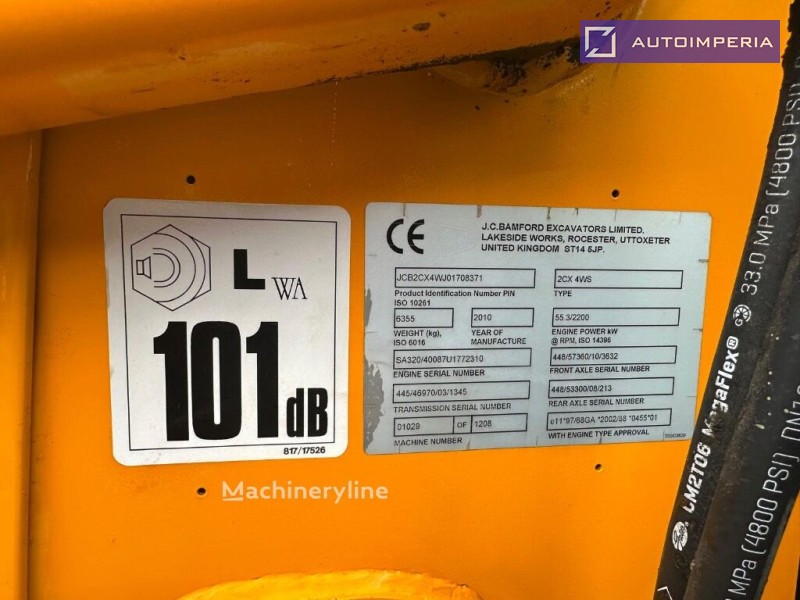 AUTOIMPERIA
L WA
101 dB
817/17526
CE
J.C.BAMFORD EXCAVATORS LIMITED.
LAKESIDE WORKS, ROCESTER, UTTOXETER
UNITED KINGDOM ST14 5JP.
JCB2CX4WJ01708371
Product Identification Number PIN
ISO 10261
2CX 4WS
TYPE
6355
WEIGHT (kg),
ISO 6016
2010
YEAR OF
MANUFACTURE
55.3/2200
ENGINE POWER kW
@ RPM, ISO 14396
SA320/40087U1772310
ENGINE SERIAL NUMBER
448/57360/10/3632
FRONT AXLE SERIAL NUMBER
445/46970/03/1345
TRANSMISSION SERIAL NUMBER
448/53300/08/213
REAR AXLE SERIAL NUMBER
01029 OF 1208
MACHINE NUMBER
e11*97/68GA *2002/88 *0455*01
WITH ENGINE TYPE APPROVAL
Machineryline
CM2T06 MegaFlex® G 33.0 MPa (4800 PSI)
MPa (4800 PSI)